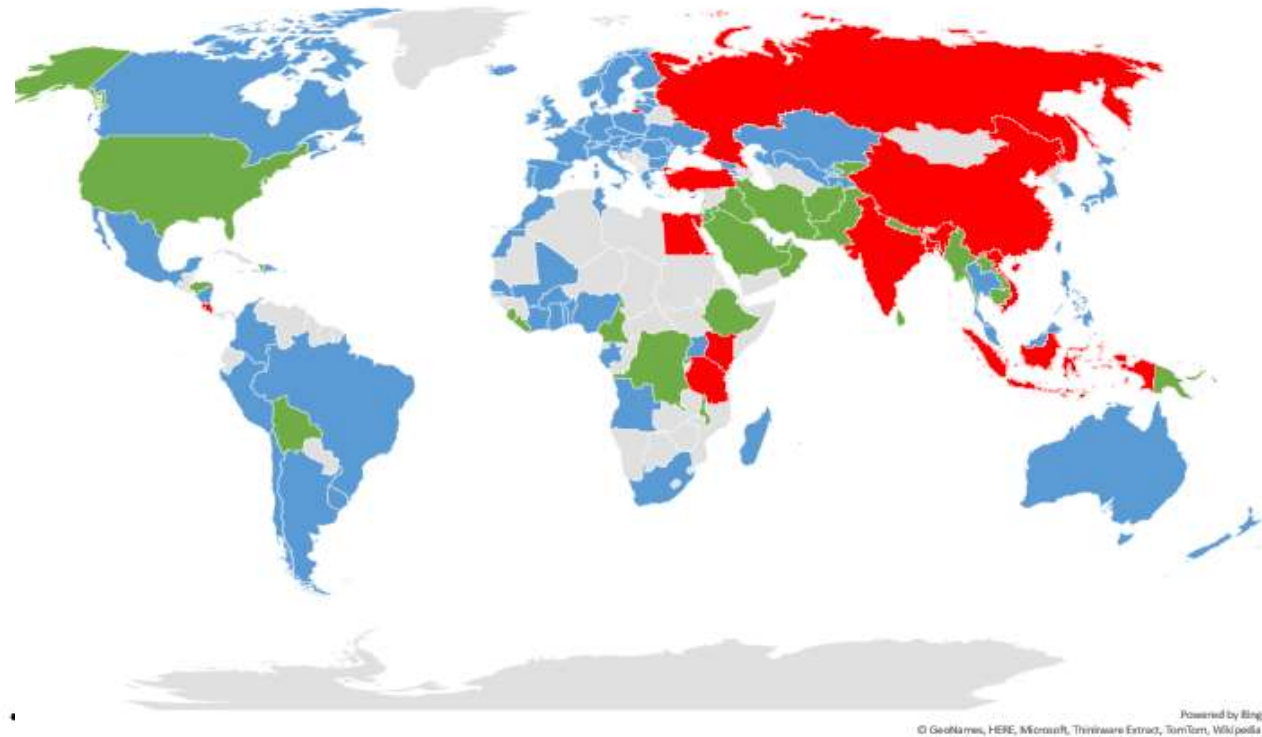 Powered by Bing
© GeoNames, HERE, Microsoft, Thinkware Extract, TomTom, Wikipedia